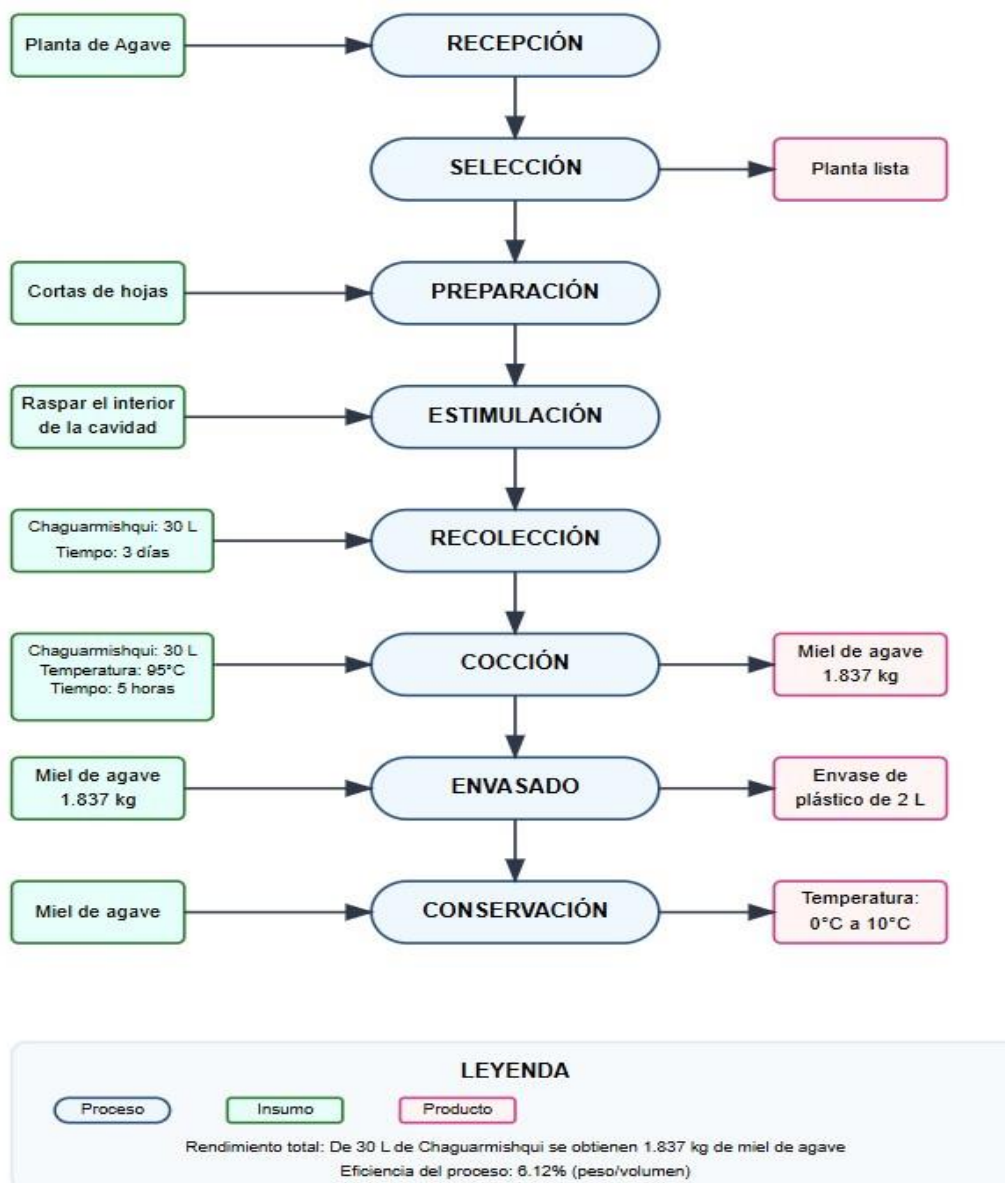 Planta de Agave
RECEPCIÓN
SELECCIÓN
Planta lista
Cortas de hojas
PREPARACIÓN
Raspar el interior
de la cavidad
ESTIMULACIÓN
Chaguarmishqui: 30 L
Tiempo: 3 días
RECOLECCIÓN
Chaguarmishqui: 30 L
Temperatura: 95°C
Tiempo: 5 horas
COCCIÓN
Miel de agave
1.837 kg
Miel de agave
1.837 kg
ENVASADO
Envase de
plástico de 2 L
Miel de agave
CONSERVACIÓN
Temperatura:
0°C a 10°C
LEYENDA
Proceso
Insumo
Producto
Rendimiento total: De 30 L de Chaguarmishqui se obtienen 1.837 kg de miel de agave
Eficiencia del proceso: 6.12% (peso/volumen)